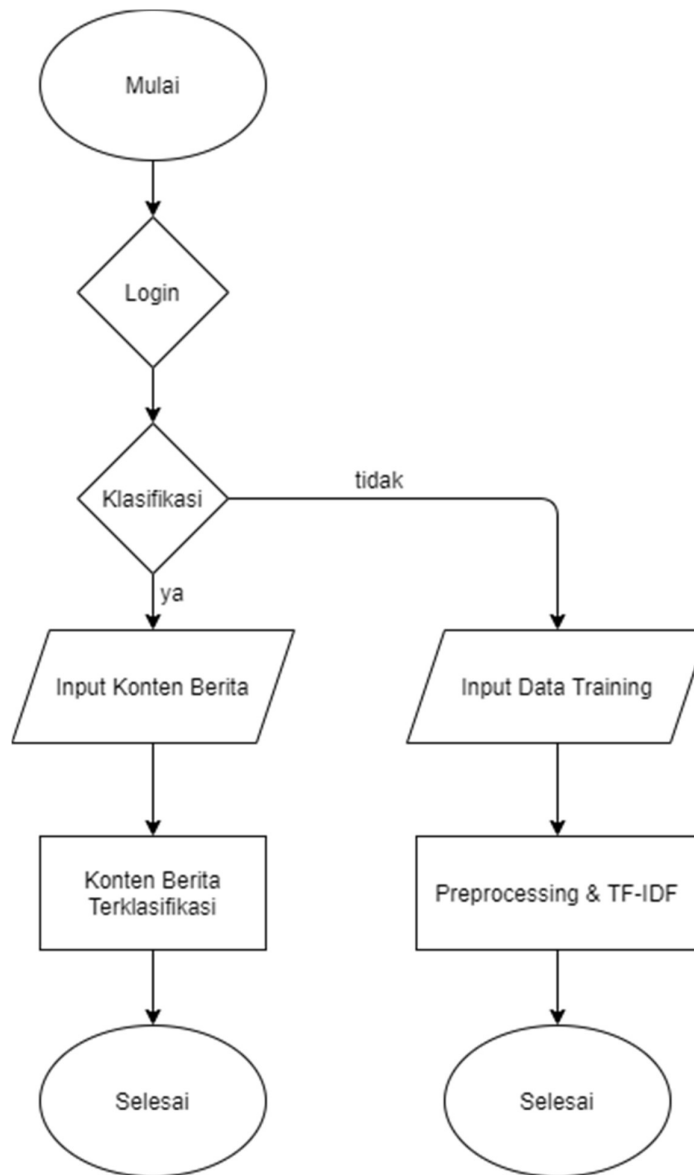 Mulai
Login
Klasifikasi
tidak
ya
Input Konten Berita
Input Data Training
Konten Berita
Terklasifikasi
Preprocessing & TF-IDF
Selesai
Selesai